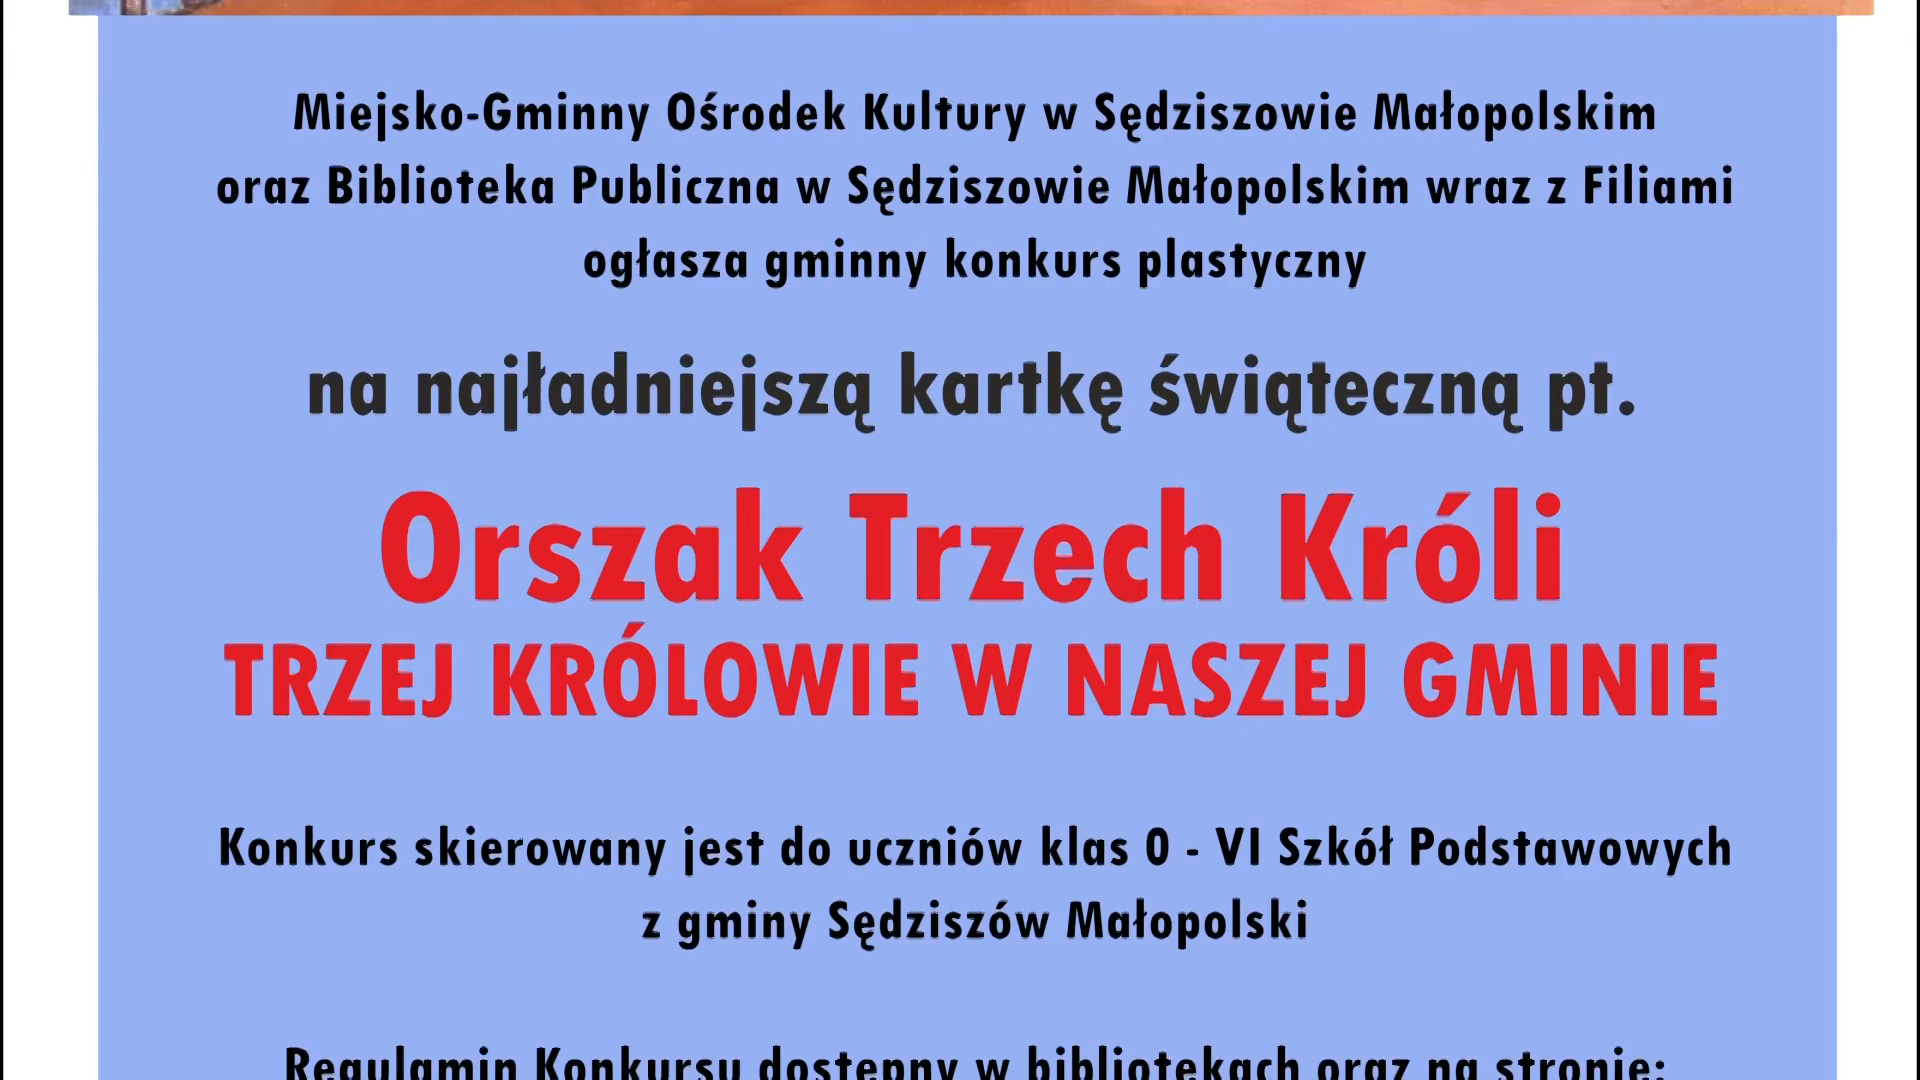 Miejsko-Gminny Ośrodek Kultury w Sędziszowie Małopolskim
oraz Biblioteka Publiczna w Sędziszowie Małopolskim wraz z Filiami
ogłasza gminny konkurs plastyczny
na najładniejszą kartkę świąteczną pt.
Orszak Trzech Króli
TRZEJ KRÓLOWIE W NASZEJ GMINIE
Konkurs skierowany jest do uczniów klas 0 - VI Szkół Podstawowych
z gminy Sędziszów Małopolski
Regulamin Konkursu dostępny w bibliotekach oraz na stronie: